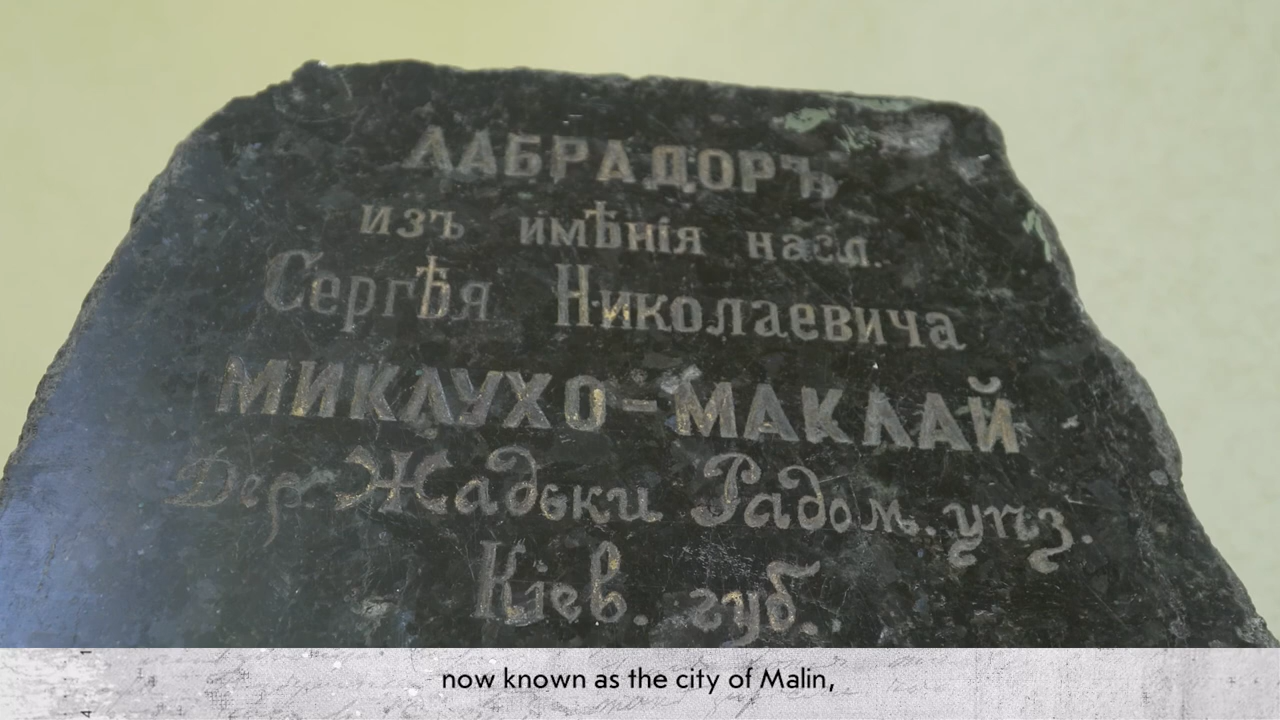 ЛАБРАДОРЪ
изъ имѣнія насл.
Сергѣя Николаевича
МИКЛУХО-МАКЛАЙ
Дер. Жадьки Радом. уѣз.
Кіев. губ.
now known as the city of Malin,